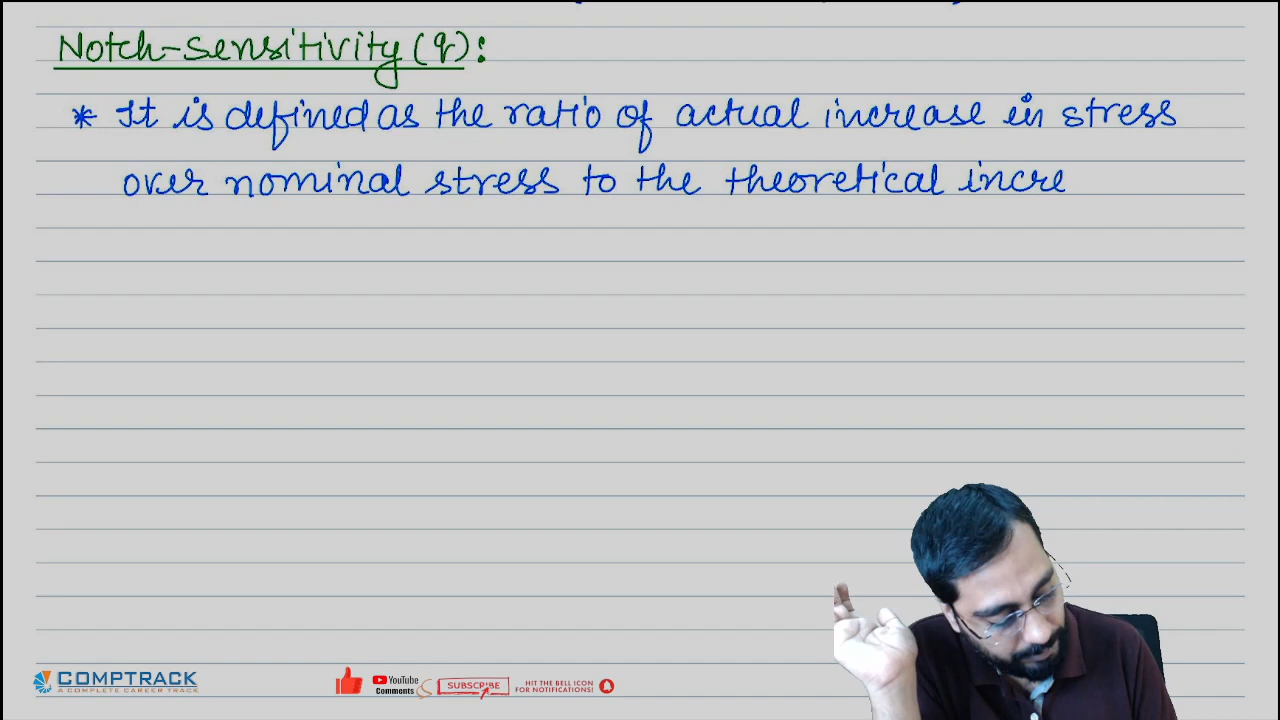 Notch-Sensitivity (q):
* It is defined as the ratio of actual increase in stress
over nominal stress to the theoretical incre
COMPTRACK
A COMPLETE CAREER TRACK
YouTube
Comments
SUBSCRIBE
HIT THE BELL ICON
FOR NOTIFICATIONS!